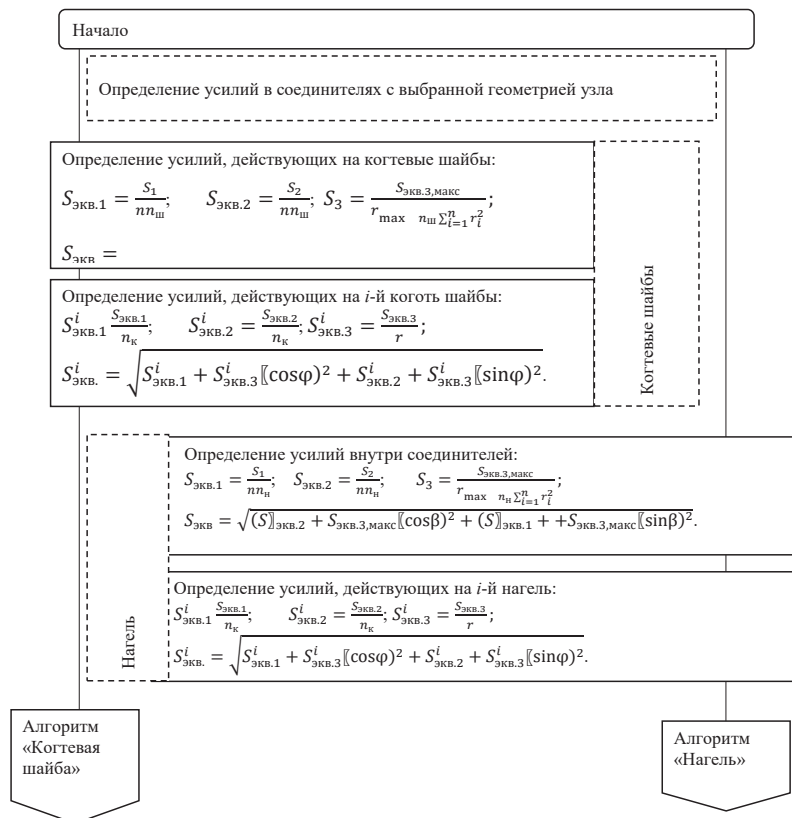 Начало
Определение усилий в соединителях с выбранной геометрией узла
Определение усилий, действующих на когтевые шайбы:
S_экв.1 = S_1/nn_ш; S_экв.2 = S_2/nn_ш; S_3 = S_экв.3,макс/r_max n_ш ∑_{i=1}^n r_i^2;
S_экв =
Определение усилий, действующих на i-й коготь шайбы:
S^i_экв.1 S_экв.1/n_к; S^i_экв.2 = S_экв.2/n_к; S^i_экв.3 = S_экв.3/r;
S^i_экв. = √(S^i_экв.1 + S^i_экв.3〖cosφ)^2 + S^i_экв.2 + S^i_экв.3〖sinφ)^2.
Когтевые шайбы
Определение усилий внутри соединителей:
S_экв.1 = S_1/nn_н; S_экв.2 = S_2/nn_н; S_3 = S_экв.3,макс/r_max n_н ∑_{i=1}^n r_i^2;
S_экв = √(S〗_экв.2 + S_экв.3,макс〖cosβ)^2 + (S〗_экв.1 + +S_экв.3,макс〖sinβ)^2.
Определение усилий, действующих на i-й нагель:
S^i_экв.1 S_экв.1/n_к; S^i_экв.2 = S_экв.2/n_к; S^i_экв.3 = S_экв.3/r;
S^i_экв. = √(S^i_экв.1 + S^i_экв.3〖cosφ)^2 + S^i_экв.2 + S^i_экв.3〖sinφ)^2.
Нагель
Алгоритм
«Когтевая
шайба»
Алгоритм
«Нагель»